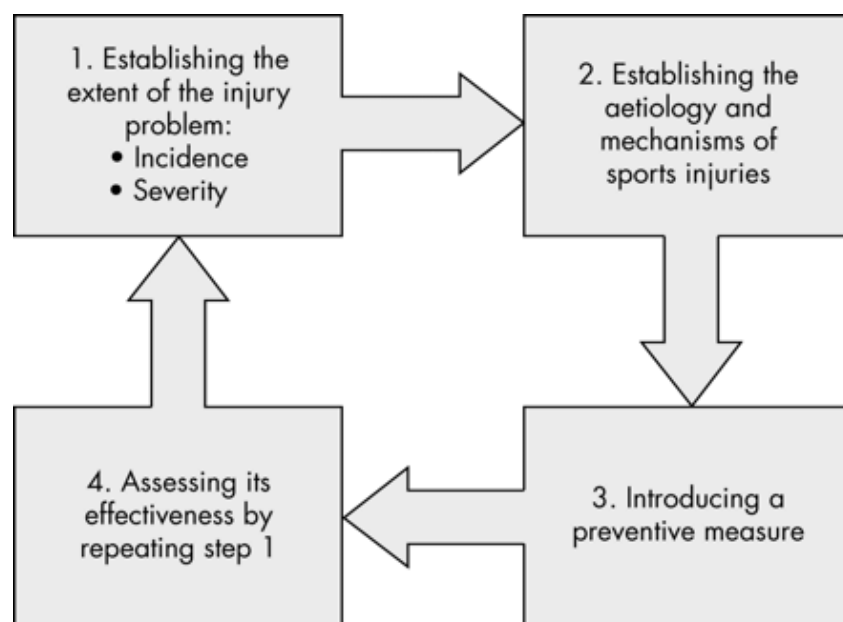 1. Establishing the
extent of the injury
problem:
• Incidence
• Severity
2. Establishing the
aetiology and
mechanisms of
sports injuries
3. Introducing a
preventive measure
4. Assessing its
effectiveness by
repeating step 1